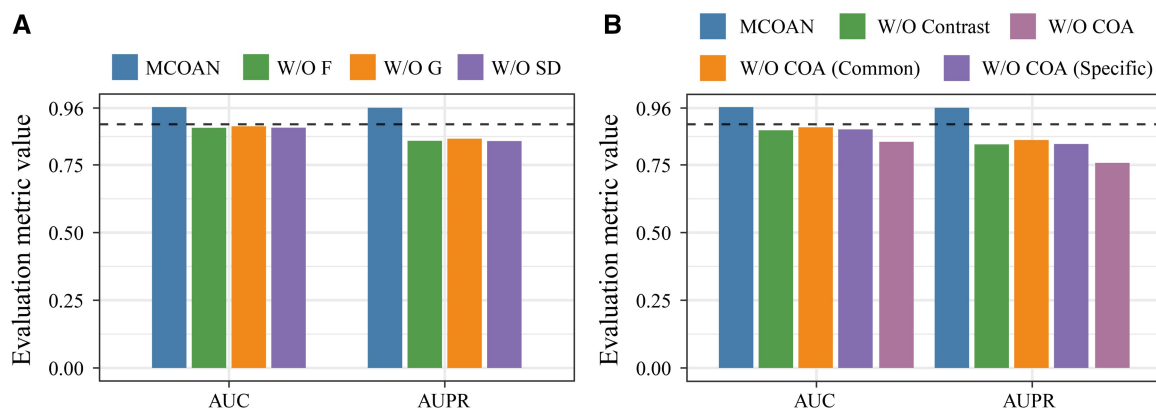 A
MCOAN W/O F W/O G W/O SD
Evaluation metric value
0.96
0.75
0.50
0.25
0.00
AUC AUPR
B
MCOAN W/O Contrast W/O COA
W/O COA (Common) W/O COA (Specific)
Evaluation metric value
0.96
0.75
0.50
0.25
0.00
AUC AUPR